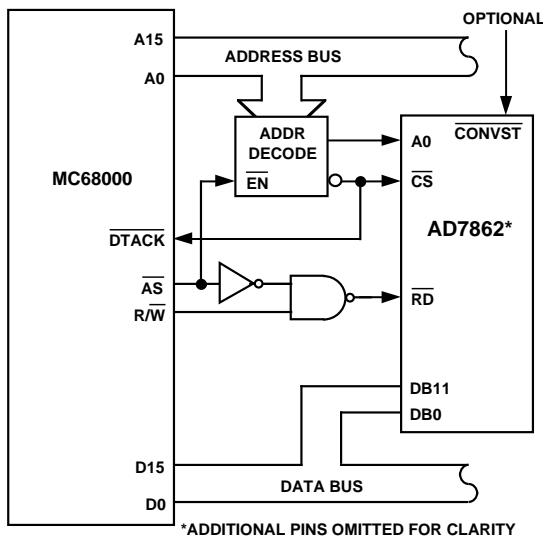 OPTIONAL
A15
ADDRESS BUS
A0
ADDR
DECODE
A0
CONVST
EN
CS
MC68000
AD7862*
DTACK
AS
R/W
RD
DB11
DB0
D15
DATA BUS
D0
*ADDITIONAL PINS OMITTED FOR CLARITY